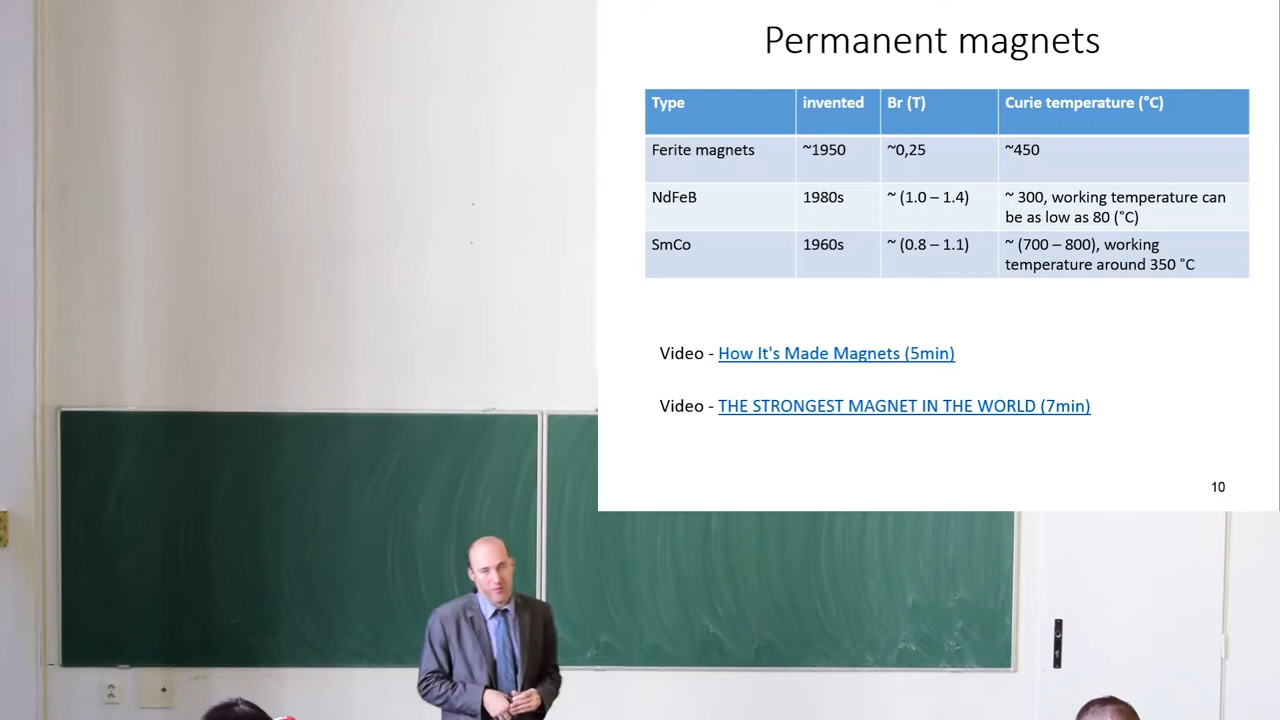 Permanent magnets
Type invented Br (T) Curie temperature (°C)
Ferite magnets ~1950 ~0,25 ~450
NdFeB 1980s ~ (1.0 – 1.4) ~ 300, working temperature can
be as low as 80 (°C)
SmCo 1960s ~ (0.8 – 1.1) ~ (700 – 800), working
temperature around 350 °C
Video - How It's Made Magnets (5min)
Video - THE STRONGEST MAGNET IN THE WORLD (7min)
10